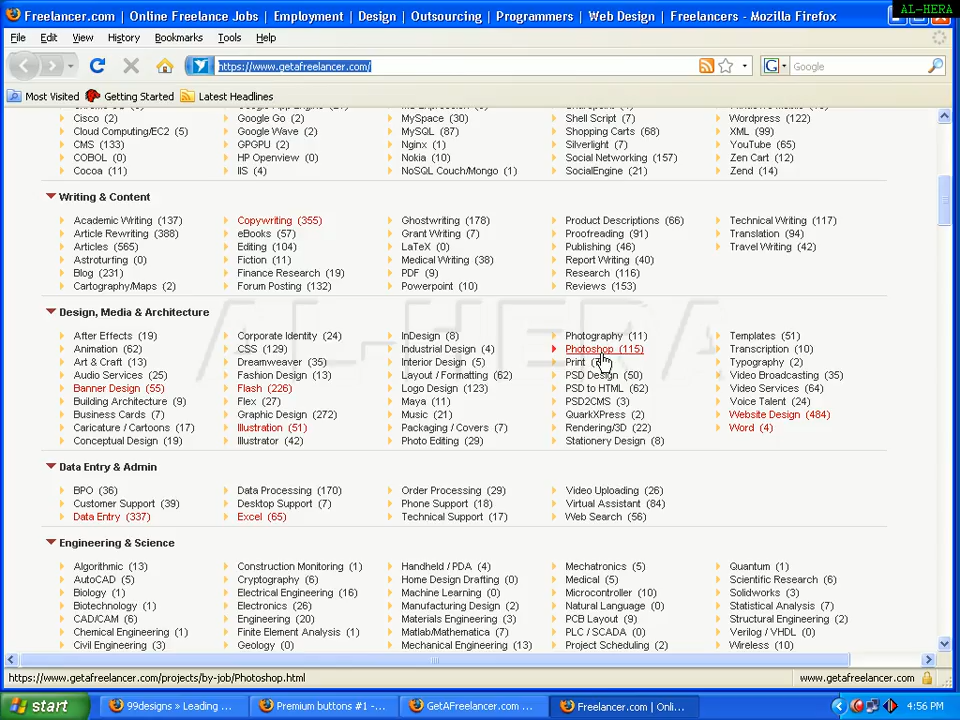 Freelancer.com | Online Freelance Jobs | Employment | Design | Outsourcing | Programmers | Web Design | Freelancers - Mozilla Firefox
AL-HERA
File Edit View History Bookmarks Tools Help
https://www.getafreelancer.com/
Google
Most Visited Getting Started Latest Headlines
Cisco (2) Google Go (2) MySpace (30) Shell Script (7) Wordpress (122)
Cloud Computing/EC2 (5) Google Wave (2) MySQL (87) Shopping Carts (68) XML (99)
CMS (133) GPGPU (2) Nginx (1) Silverlight (7) YouTube (65)
COBOL (0) HP Openview (0) Nokia (10) Social Networking (157) Zen Cart (12)
Cocoa (11) IIS (4) NoSQL Couch/Mongo (1) SocialEngine (21) Zend (14)
Writing & Content
Academic Writing (137) Copywriting (355) Ghostwriting (178) Product Descriptions (66) Technical Writing (117)
Article Rewriting (388) eBooks (57) Grant Writing (7) Proofreading (91) Translation (94)
Articles (565) Editing (104) LaTeX (0) Publishing (46) Travel Writing (42)
Astroturfing (0) Fiction (11) Medical Writing (38) Report Writing (40)
Blog (231) Finance Research (19) PDF (9) Research (116)
Cartography/Maps (2) Forum Posting (132) Powerpoint (10) Reviews (153)
Design, Media & Architecture
AL-HERA
After Effects (19) Corporate Identity (24) InDesign (8) Photography (11) Templates (51)
Animation (62) CSS (129) Industrial Design (4) Photoshop (115) Transcription (10)
Art & Craft (13) Dreamweaver (35) Interior Design (5) Print Typography (2)
Audio Services (25) Fashion Design (13) Layout / Formatting (62) PSD Design (50) Video Broadcasting (35)
Banner Design (55) Flash (226) Logo Design (123) PSD to HTML (62) Video Services (64)
Building Architecture (9) Flex (27) Maya (11) PSD2CMS (3) Voice Talent (24)
Business Cards (7) Graphic Design (272) Music (21) QuarkXPress (2) Website Design (484)
Caricature / Cartoons (17) Illustration (51) Packaging / Covers (7) Rendering/3D (22) Word (4)
Conceptual Design (19) Illustrator (42) Photo Editing (29) Stationery Design (8)
Data Entry & Admin
BPO (36) Data Processing (170) Order Processing (29) Video Uploading (26)
Customer Support (39) Desktop Support (7) Phone Support (18) Virtual Assistant (84)
Data Entry (337) Excel (65) Technical Support (17) Web Search (56)
Engineering & Science
Algorithmic (13) Construction Monitoring (1) Handheld / PDA (4) Mechatronics (5) Quantum (1)
AutoCAD (5) Cryptography (6) Home Design Drafting (0) Medical (5) Scientific Research (6)
Biology (1) Electrical Engineering (16) Machine Learning (0) Microcontroller (10) Solidworks (3)
Biotechnology (1) Electronics (26) Manufacturing Design (2) Natural Language (0) Statistical Analysis (7)
CAD/CAM (6) Engineering (20) Materials Engineering (3) PCB Layout (9) Structural Engineering (2)
Chemical Engineering (1) Finite Element Analysis (1) Matlab/Mathematica (7) PLC / SCADA (0) Verilog / VHDL (0)
Civil Engineering (3) Geology (0) Mechanical Engineering (13) Project Scheduling (2) Wireless (10)
https://www.getafreelancer.com/projects/by-job/Photoshop.html www.getafreelancer.com
start 99designs » Leading ... Premium buttons #1 -... GetAFreelancer.com ... Freelancer.com | Onli... 4:56 PM